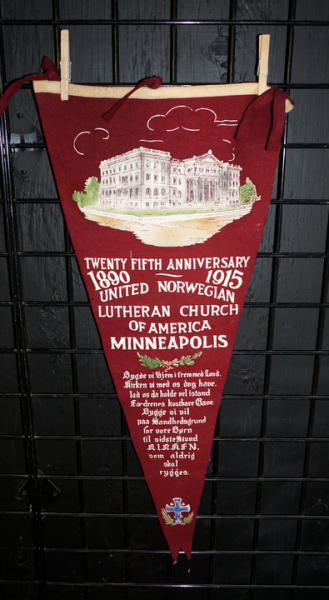 TWENTY FIFTH ANNIVERSARY
1890 1915
UNITED NORWEGIAN
LUTHERAN CHURCH
OF AMERICA
MINNEAPOLIS
Bygge vi Hjem i fremmed Land.
Kirken vi med os dog have.
Lad os da holde vel istand
Fædrenes kostbare Gave.
Bygge vi vil
paa Sandhedsgrund
for vore Børn
til sidste Stund
KIRKEN.
som aldrig
skal
rygges.